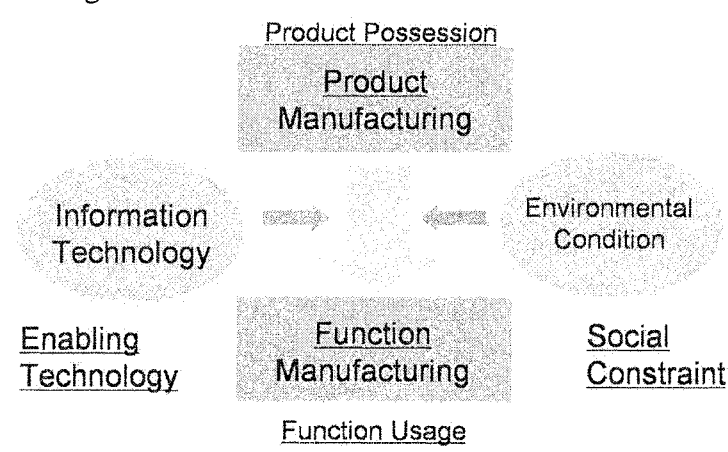 Product Possession
Product
Manufacturing
Information
Technology
Environmental
Condition
Enabling
Technology
Function
Manufacturing
Social
Constraint
Function Usage